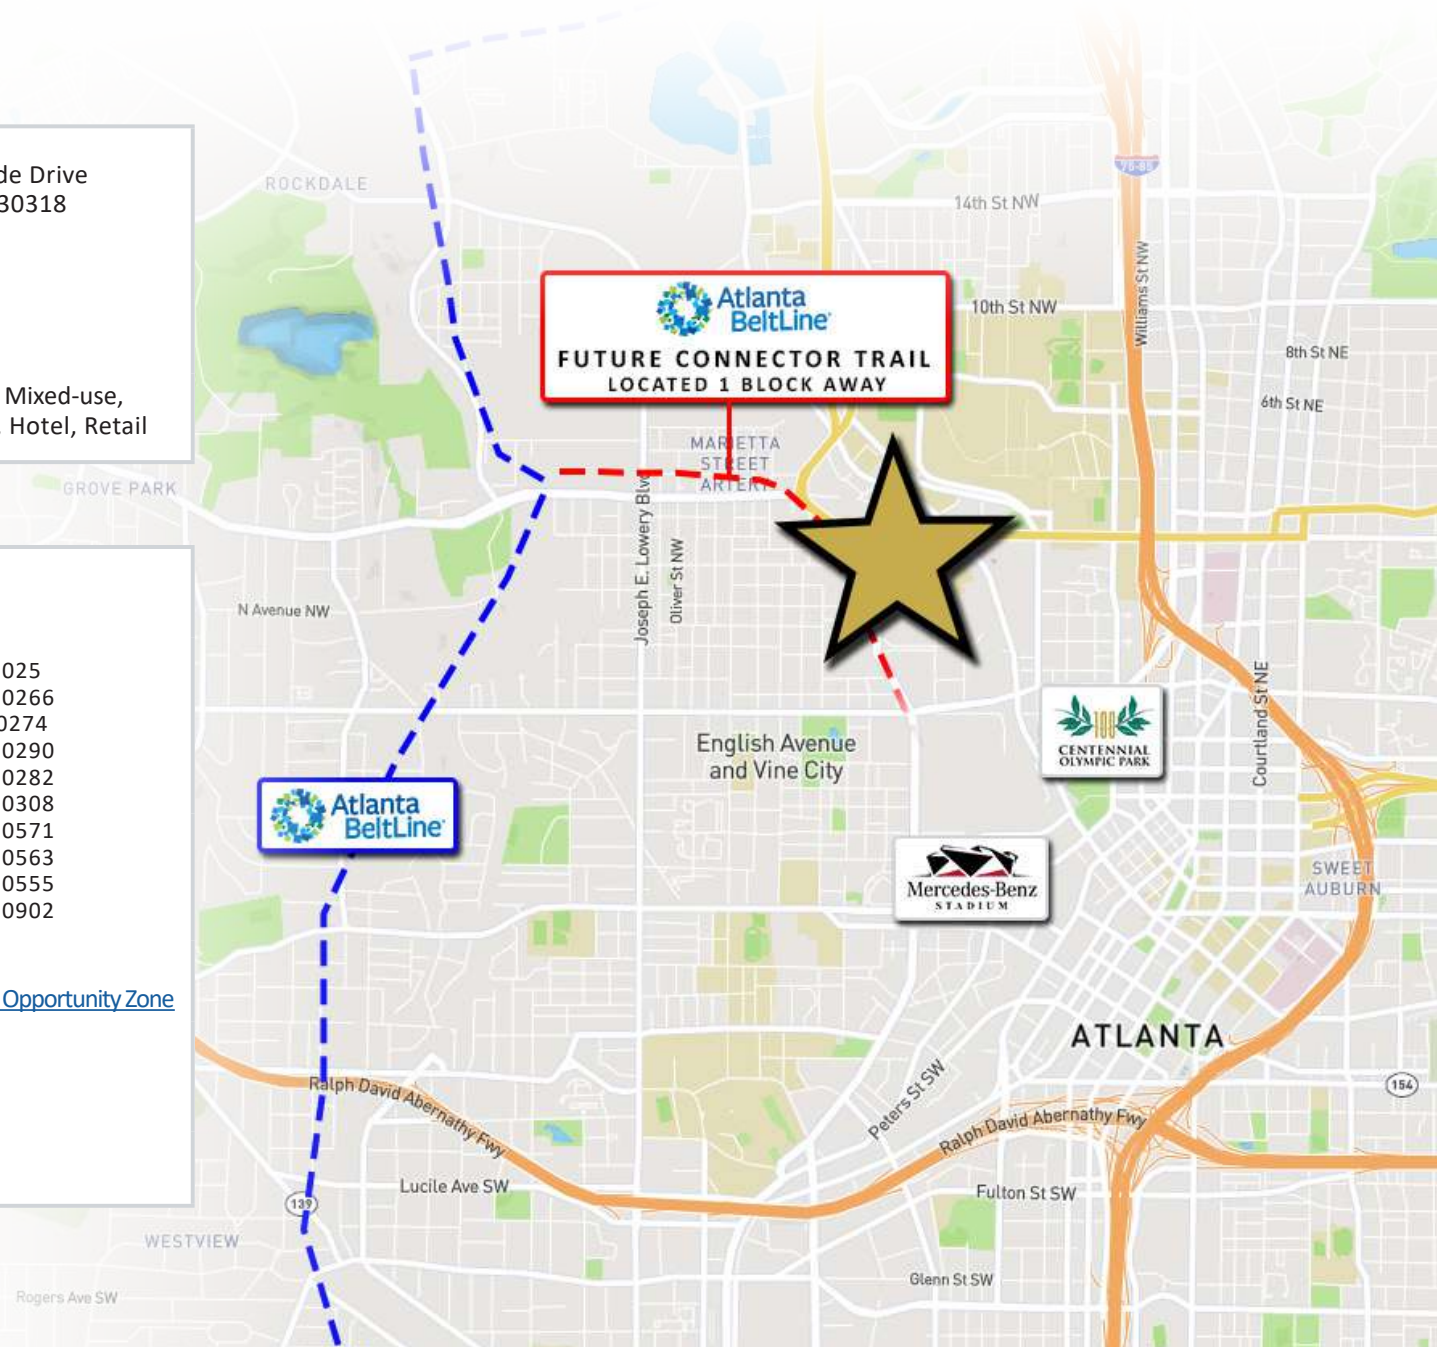 de Drive
30318
Mixed-use,
Hotel, Retail
025
0266
0274
0290
0282
0308
0571
0563
0555
0902
Opportunity Zone
ROCKDALE
14th St NW
75-85
Williams St NW
10th St NW
8th St NE
6th St NE
Atlanta
BeltLine
FUTURE CONNECTOR TRAIL
LOCATED 1 BLOCK AWAY
MARIETTA
STREET
ARTERY
GROVE PARK
Joseph E. Lowery Blvd
Oliver St NW
N Avenue NW
English Avenue
and Vine City
100
CENTENNIAL
OLYMPIC PARK
Courtland St NE
Atlanta
BeltLine
Mercedes-Benz
STADIUM
SWEET
AUBURN
ATLANTA
154
Ralph David Abernathy Fwy
Peters St SW
Ralph David Abernathy Fwy
Lucile Ave SW
139
Fulton St SW
WESTVIEW
Glenn St SW
Rogers Ave SW